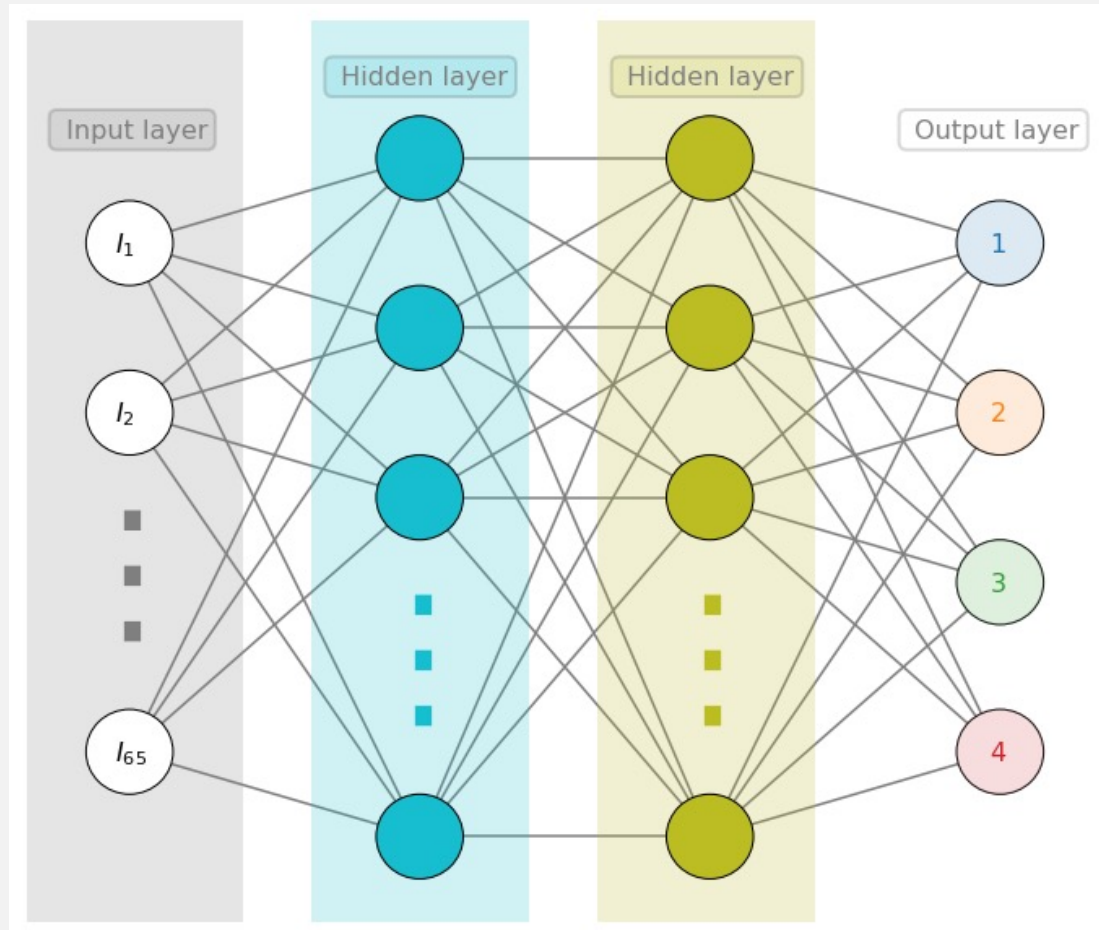 Hidden layer
Hidden layer
Input layer
Output layer
I₁
1
I₂
2
3
I₆₅
4